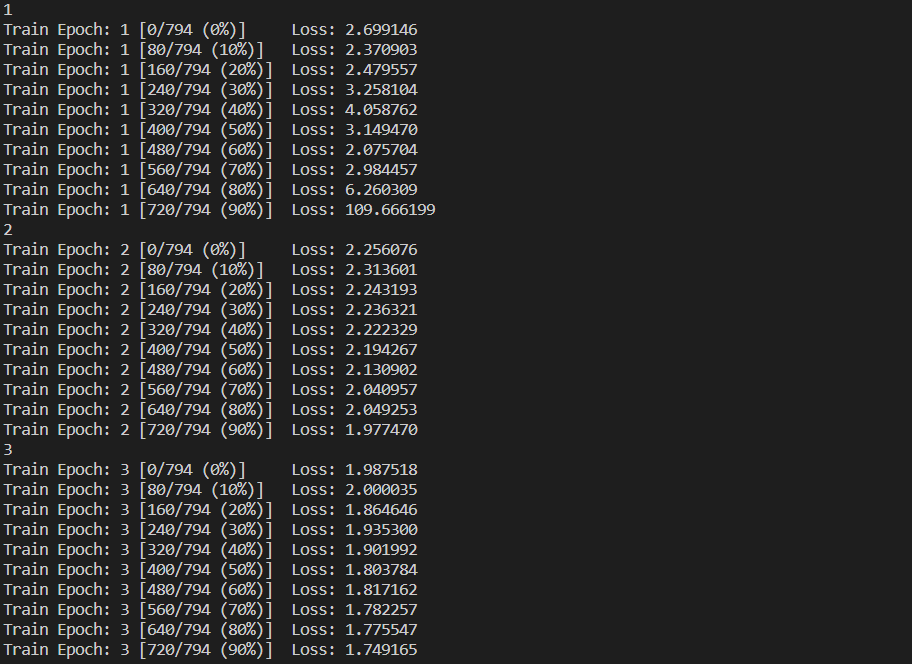 1
Train Epoch: 1 [0/794 (0%)]     Loss: 2.699146
Train Epoch: 1 [80/794 (10%)]   Loss: 2.370903
Train Epoch: 1 [160/794 (20%)]  Loss: 2.479557
Train Epoch: 1 [240/794 (30%)]  Loss: 3.258104
Train Epoch: 1 [320/794 (40%)]  Loss: 4.058762
Train Epoch: 1 [400/794 (50%)]  Loss: 3.149470
Train Epoch: 1 [480/794 (60%)]  Loss: 2.075704
Train Epoch: 1 [560/794 (70%)]  Loss: 2.984457
Train Epoch: 1 [640/794 (80%)]  Loss: 6.260309
Train Epoch: 1 [720/794 (90%)]  Loss: 109.666199
2
Train Epoch: 2 [0/794 (0%)]     Loss: 2.256076
Train Epoch: 2 [80/794 (10%)]   Loss: 2.313601
Train Epoch: 2 [160/794 (20%)]  Loss: 2.243193
Train Epoch: 2 [240/794 (30%)]  Loss: 2.236321
Train Epoch: 2 [320/794 (40%)]  Loss: 2.222329
Train Epoch: 2 [400/794 (50%)]  Loss: 2.194267
Train Epoch: 2 [480/794 (60%)]  Loss: 2.130902
Train Epoch: 2 [560/794 (70%)]  Loss: 2.040957
Train Epoch: 2 [640/794 (80%)]  Loss: 2.049253
Train Epoch: 2 [720/794 (90%)]  Loss: 1.977470
3
Train Epoch: 3 [0/794 (0%)]     Loss: 1.987518
Train Epoch: 3 [80/794 (10%)]   Loss: 2.000035
Train Epoch: 3 [160/794 (20%)]  Loss: 1.864646
Train Epoch: 3 [240/794 (30%)]  Loss: 1.935300
Train Epoch: 3 [320/794 (40%)]  Loss: 1.901992
Train Epoch: 3 [400/794 (50%)]  Loss: 1.803784
Train Epoch: 3 [480/794 (60%)]  Loss: 1.817162
Train Epoch: 3 [560/794 (70%)]  Loss: 1.782257
Train Epoch: 3 [640/794 (80%)]  Loss: 1.775547
Train Epoch: 3 [720/794 (90%)]  Loss: 1.749165